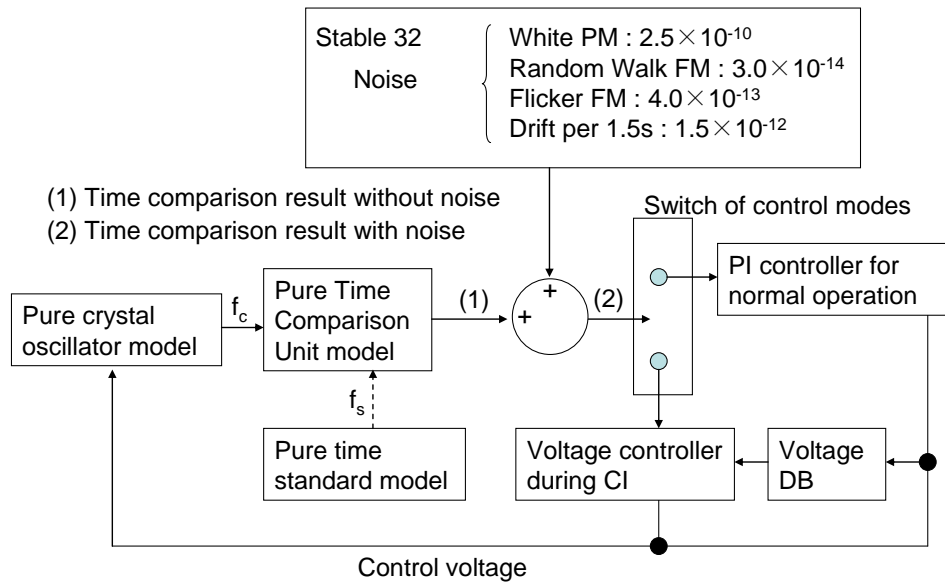 Stable 32
Noise
White PM : 2.5×10⁻¹⁰
Random Walk FM : 3.0×10⁻¹⁴
Flicker FM : 4.0×10⁻¹³
Drift per 1.5s : 1.5×10⁻¹²
(1) Time comparison result without noise
(2) Time comparison result with noise
Switch of control modes
Pure crystal
oscillator model
f_c
Pure Time
Comparison
Unit model
(1)
+
+
(2)
PI controller for
normal operation
f_s
Pure time
standard model
Voltage controller
during CI
Voltage
DB
Control voltage